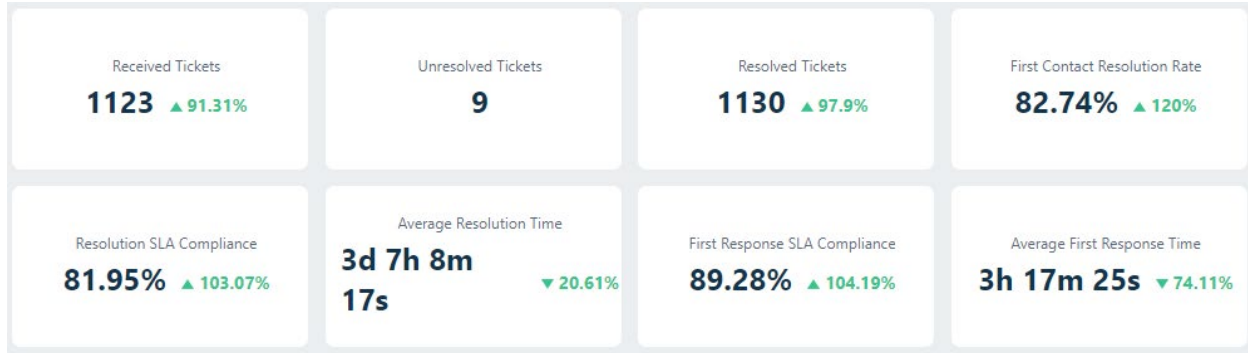 Received Tickets
1123 ▲ 91.31%
Unresolved Tickets
9
Resolved Tickets
1130 ▲ 97.9%
First Contact Resolution Rate
82.74% ▲ 120%
Resolution SLA Compliance
81.95% ▲ 103.07%
Average Resolution Time
3d 7h 8m
17s ▼ 20.61%
First Response SLA Compliance
89.28% ▲ 104.19%
Average First Response Time
3h 17m 25s ▼ 74.11%